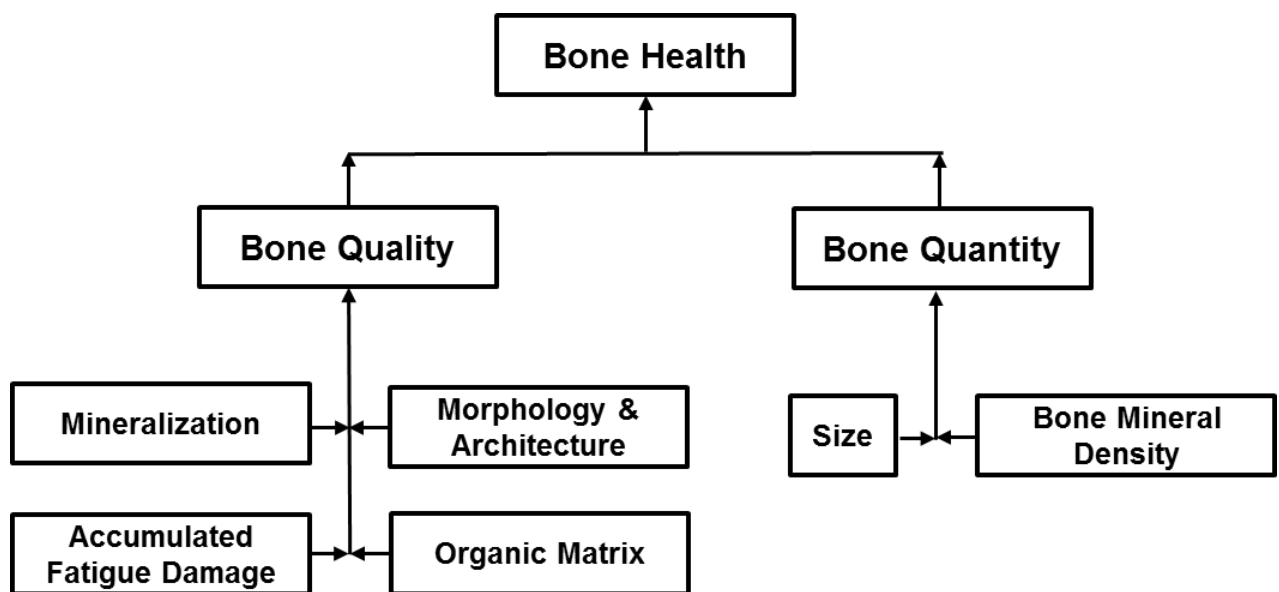 Bone Health
Bone Quality
Bone Quantity
Mineralization
Morphology &
Architecture
Size
Bone Mineral
Density
Accumulated
Fatigue Damage
Organic Matrix